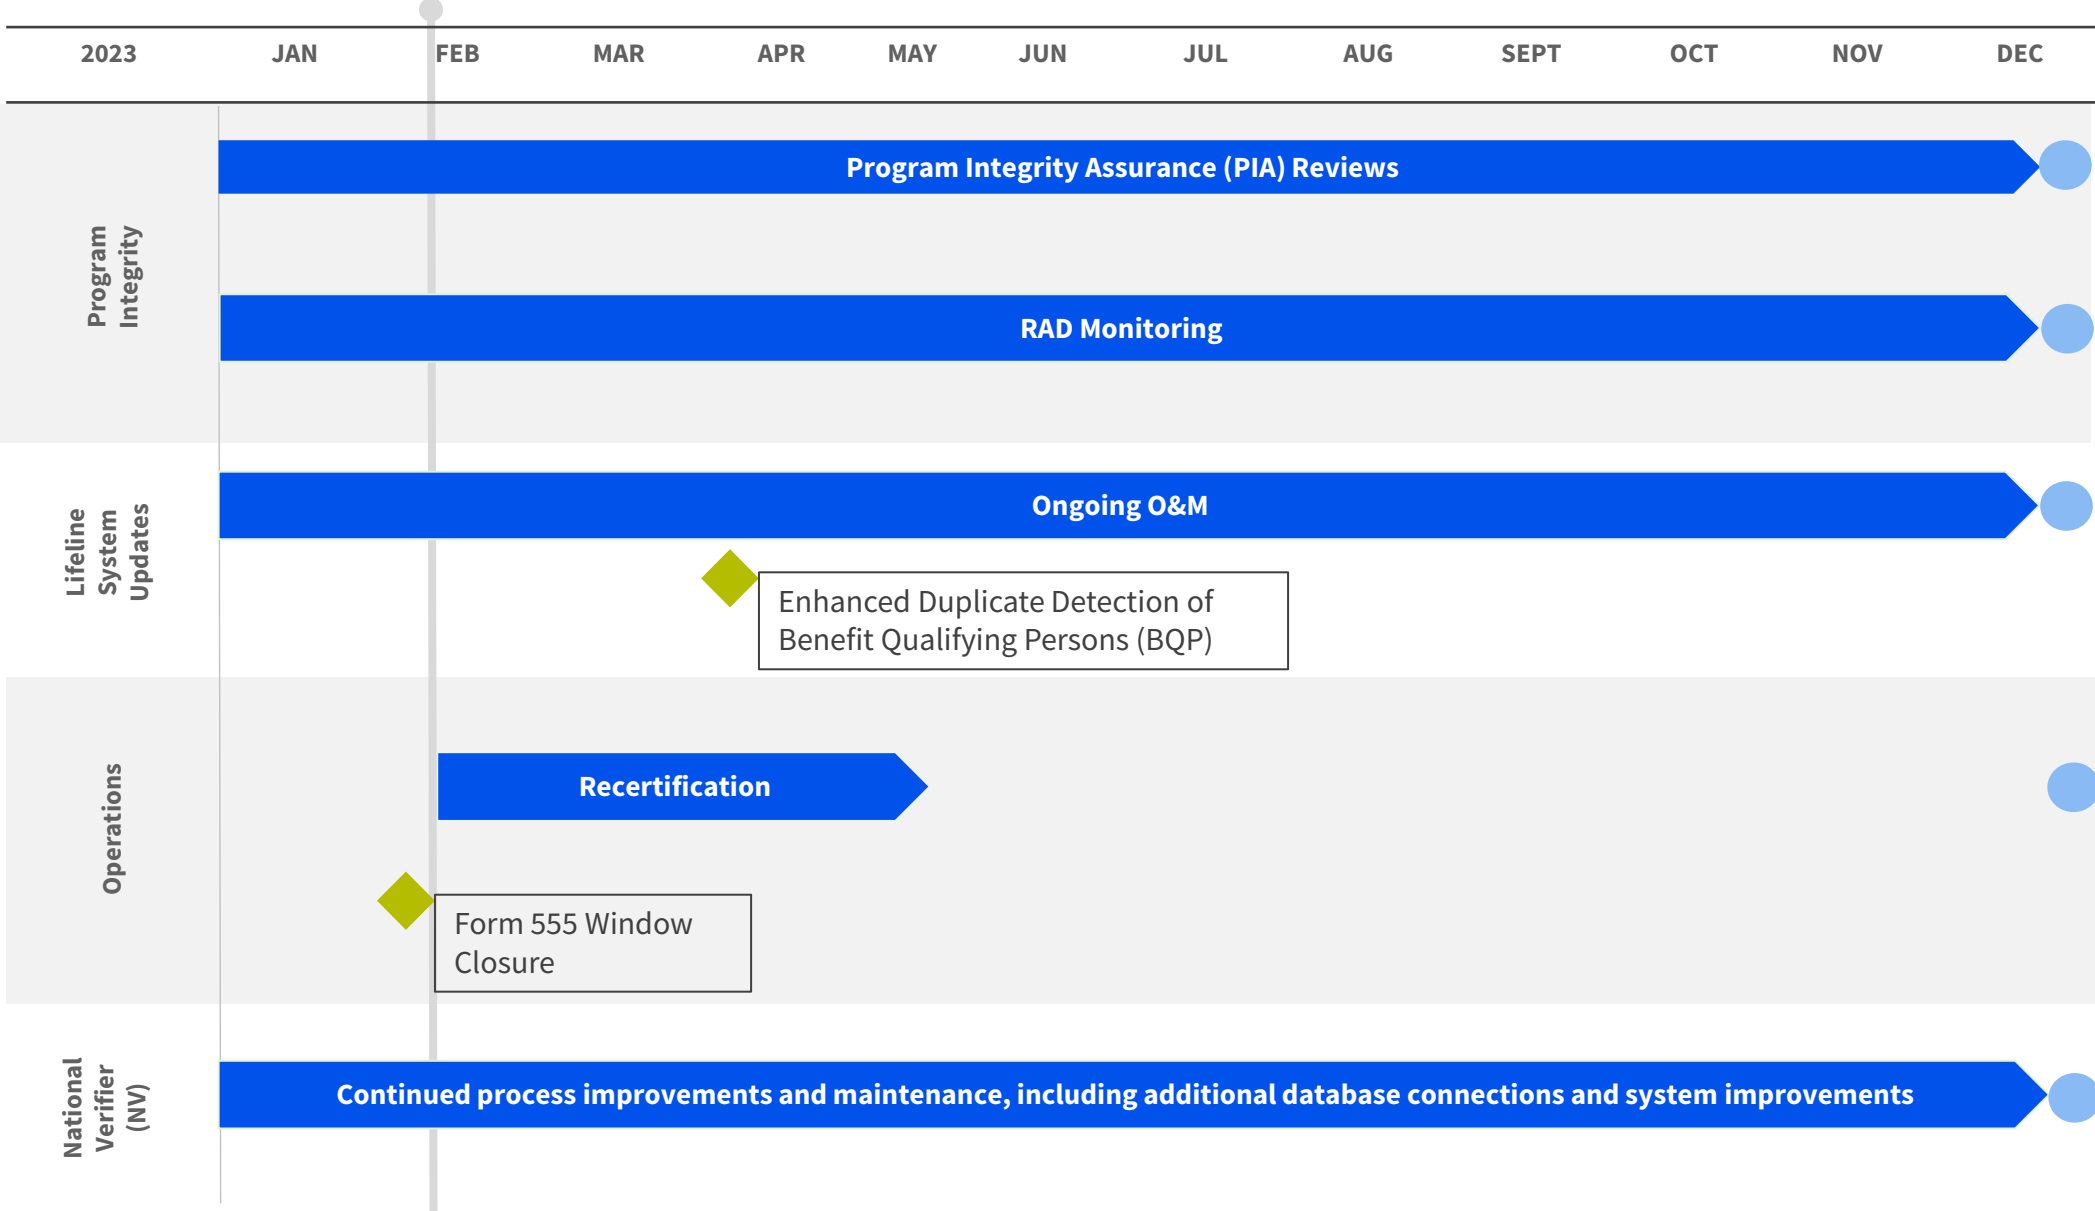 2023 JAN FEB MAR APR MAY JUN JUL AUG SEPT OCT NOV DEC
Program
Integrity
Program Integrity Assurance (PIA) Reviews
RAD Monitoring
Lifeline
System
Updates
Ongoing O&M
Enhanced Duplicate Detection of
Benefit Qualifying Persons (BQP)
Operations
Recertification
Form 555 Window
Closure
National
Verifier
(NV)
Continued process improvements and maintenance, including additional database connections and system improvements